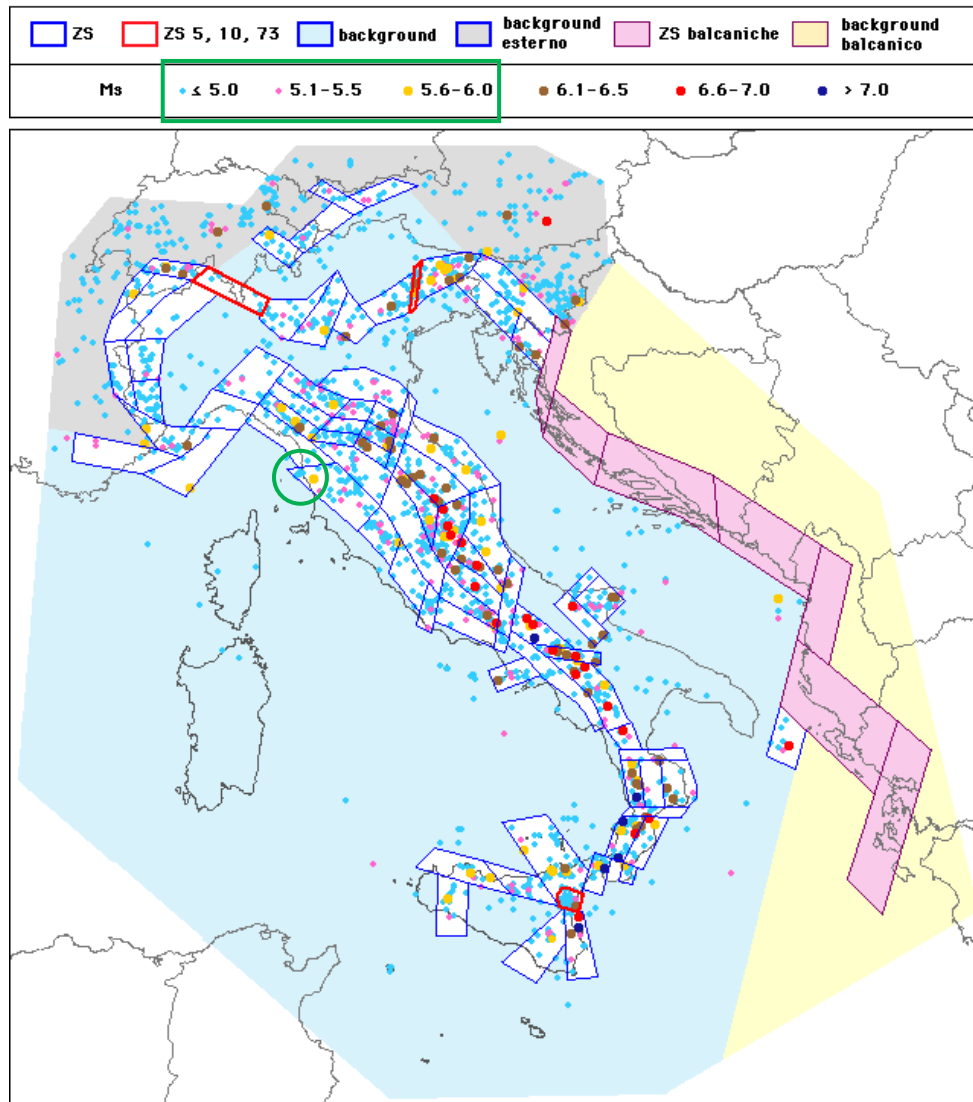 ZS ZS 5, 10, 73 background background esterno ZS balcaniche background balcanico
Ms ≤ 5.0 5.1-5.5 5.6-6.0 6.1-6.5 6.6-7.0 > 7.0